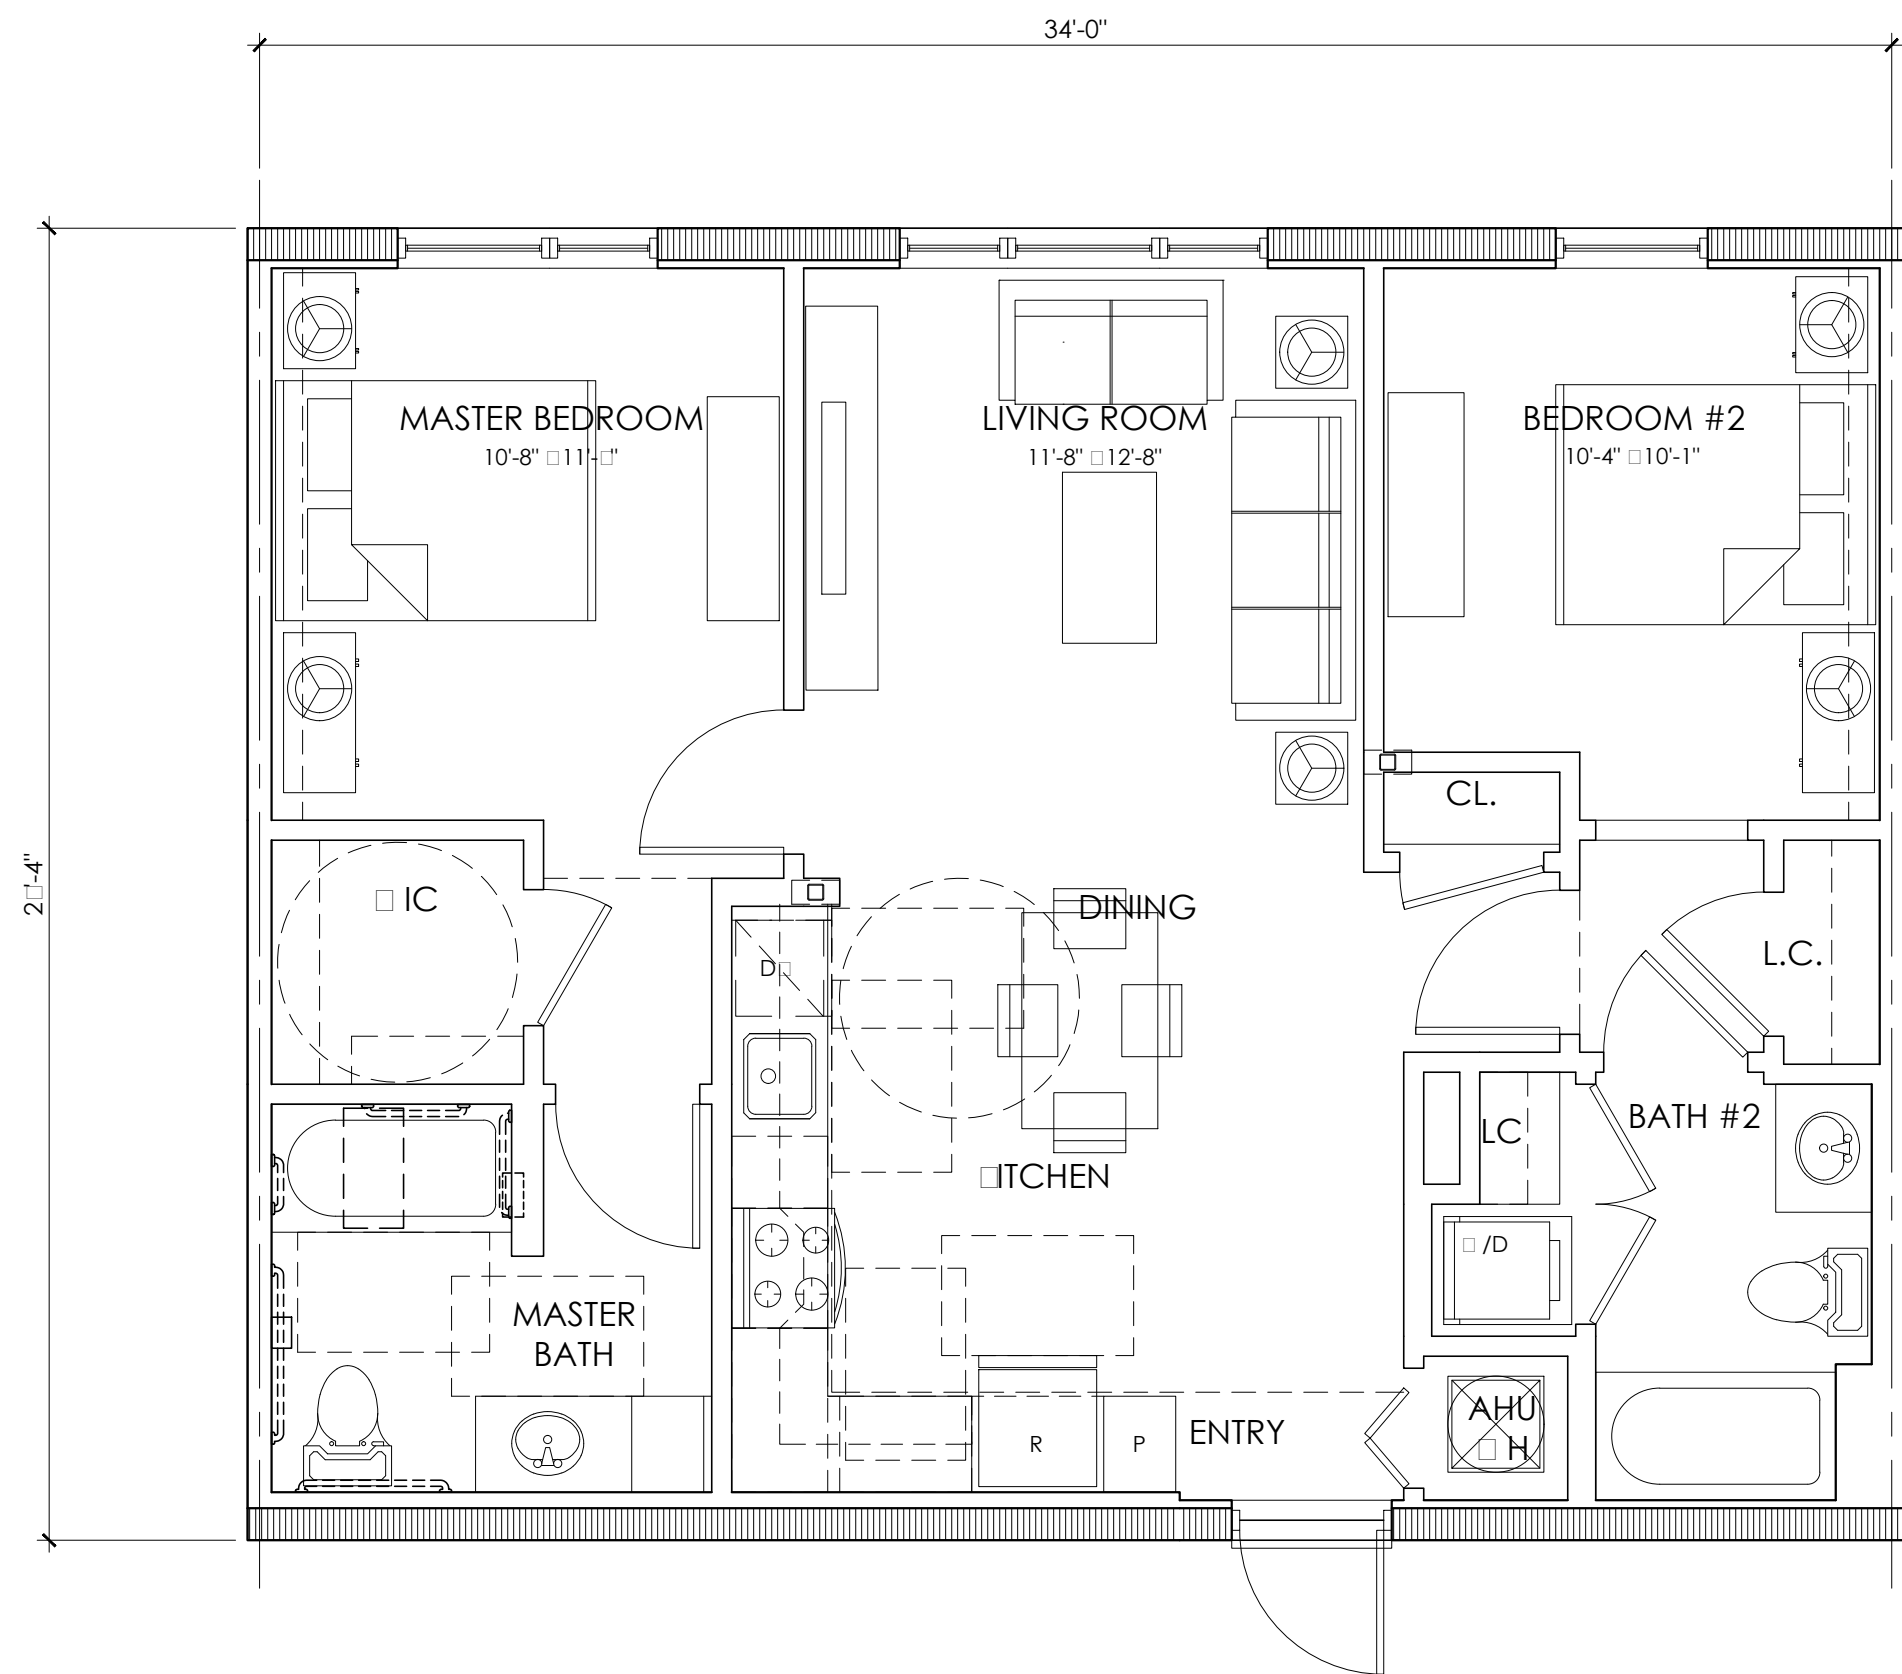 34'-0"
2□'-4"
MASTER BEDROOM
10'-8" □11'-□"
LIVING ROOM
11'-8" □12'-8"
BEDROOM #2
10'-4" □10'-1"
CL.
□ IC
DINING
L.C.
D□
□ITCHEN
LC
BATH #2
□ /D
MASTER
BATH
R
P
ENTRY
AHU
□ H